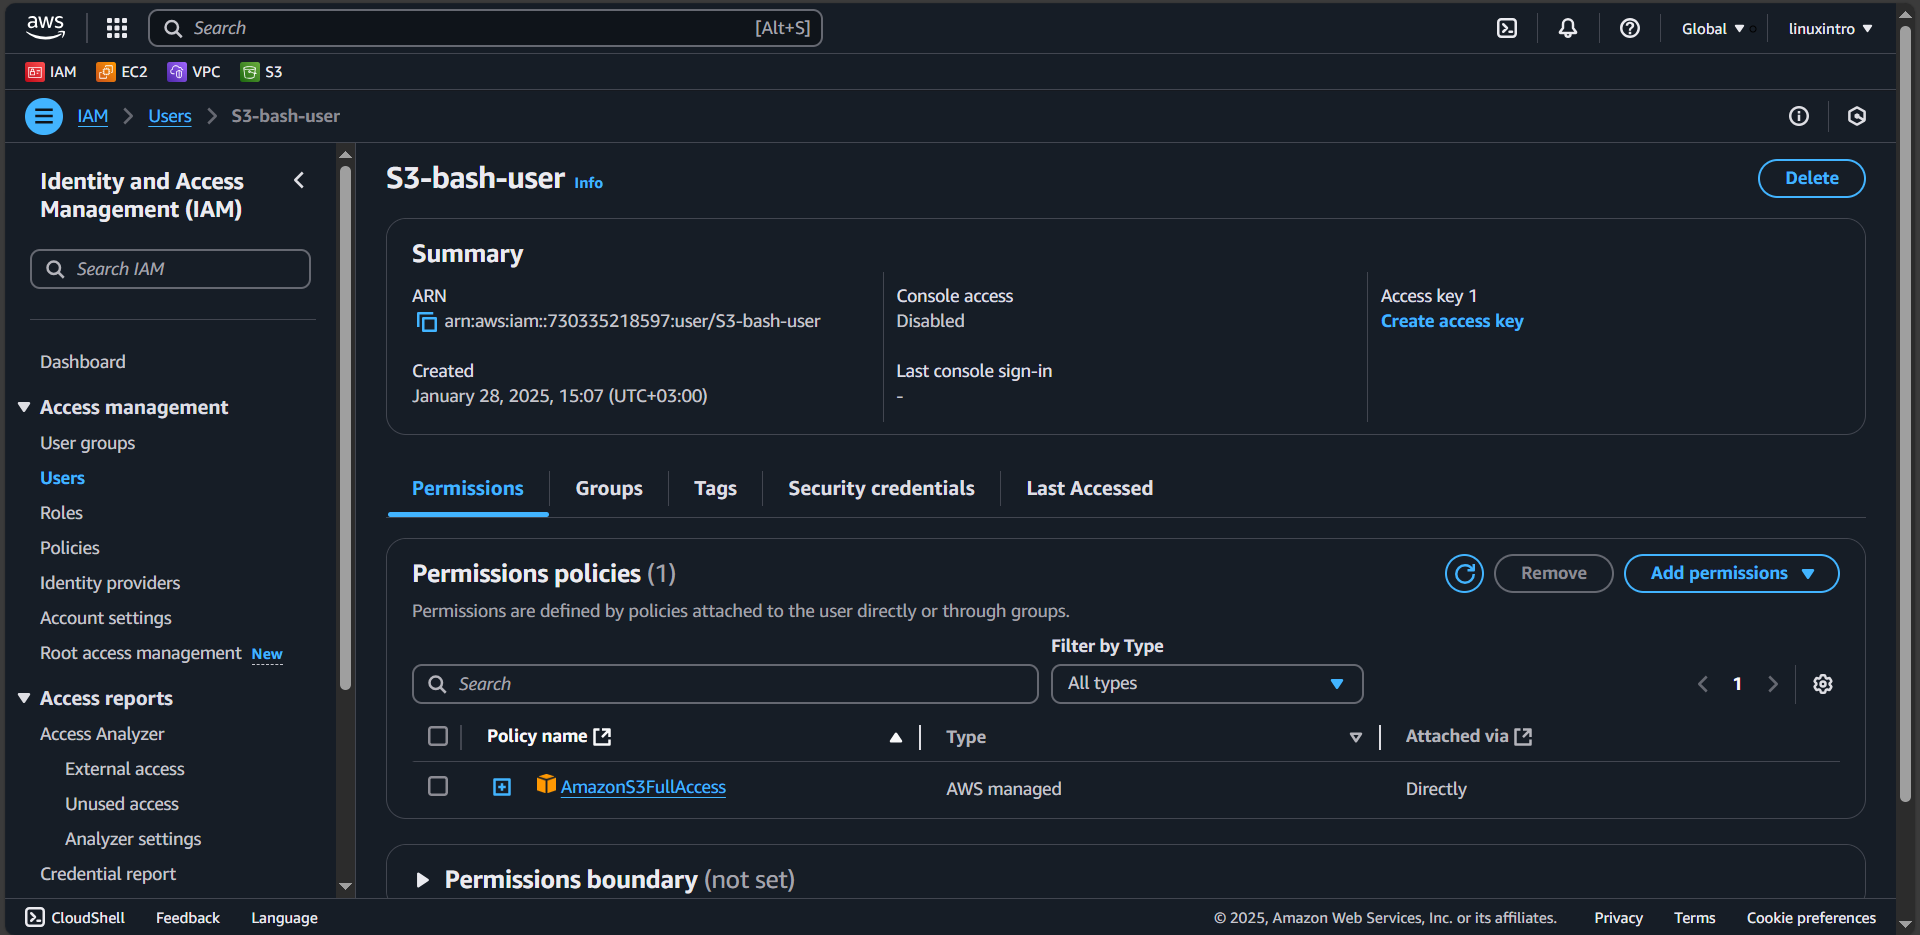 aws
Search [Alt+S]
Global
linuxintro
IAM EC2 VPC S3
IAM Users S3-bash-user
Identity and Access
Management (IAM)
Search IAM
Dashboard
Access management
User groups
Users
Roles
Policies
Identity providers
Account settings
Root access management New
Access reports
Access Analyzer
External access
Unused access
Analyzer settings
Credential report
S3-bash-user Info
Delete
Summary
ARN
arn:aws:iam::730335218597:user/S3-bash-user
Created
January 28, 2025, 15:07 (UTC+03:00)
Console access
Disabled
Last console sign-in
-
Access key 1
Create access key
Permissions Groups Tags Security credentials Last Accessed
Permissions policies (1)
Remove
Add permissions
Permissions are defined by policies attached to the user directly or through groups.
Filter by Type
Search
All types
1
Policy name Type Attached via
AmazonS3FullAccess AWS managed Directly
Permissions boundary (not set)
CloudShell Feedback Language
© 2025, Amazon Web Services, Inc. or its affiliates. Privacy Terms Cookie preferences